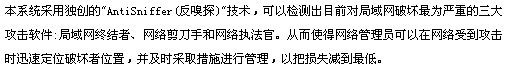 本系统采用独创的"AntiSniffer(反嗅探)"技术，可以检测出目前对局域网破坏最为严重的三大
攻击软件:局域网终结者、网络剪刀手和网络执法官。从而使得网络管理员可以在网络受到攻击
时迅速定位破坏者位置，并及时采取措施进行管理，以把损失减到最低。